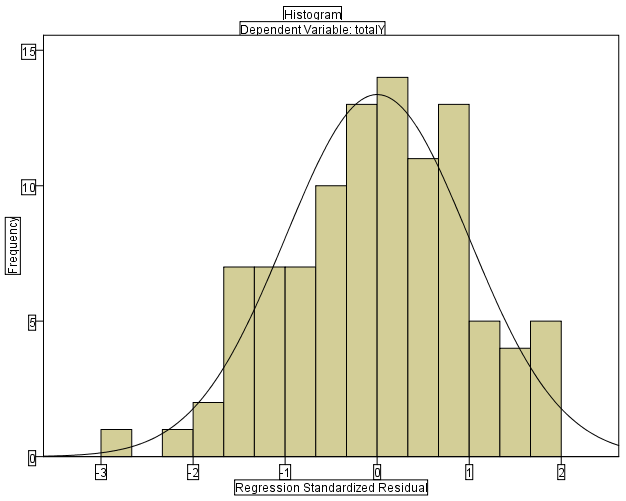 Histogram
Dependent Variable: totalY
15
10
5
0
Frequency
-3
-2
-1
0
1
2
Regression Standardized Residual